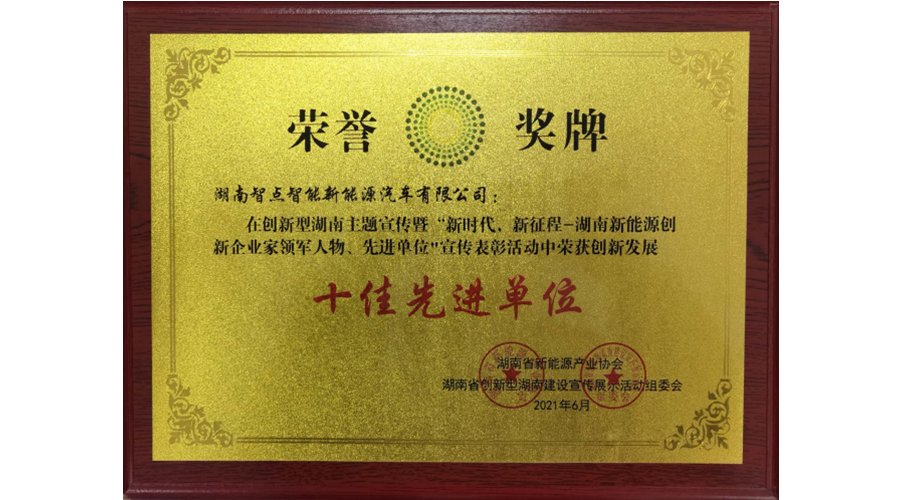 荣誉 奖牌
湖南智点智能新能源汽车有限公司：
在创新型湖南主题宣传暨“新时代，新征程-湖南新能源创
新企业家领军人物、先进单位"宣传表彰活动中荣获创新发展
十佳先进单位
湖南省新能源产业协会
湖南省创新型湖南建设宣传展示活动组委会
2021年6月